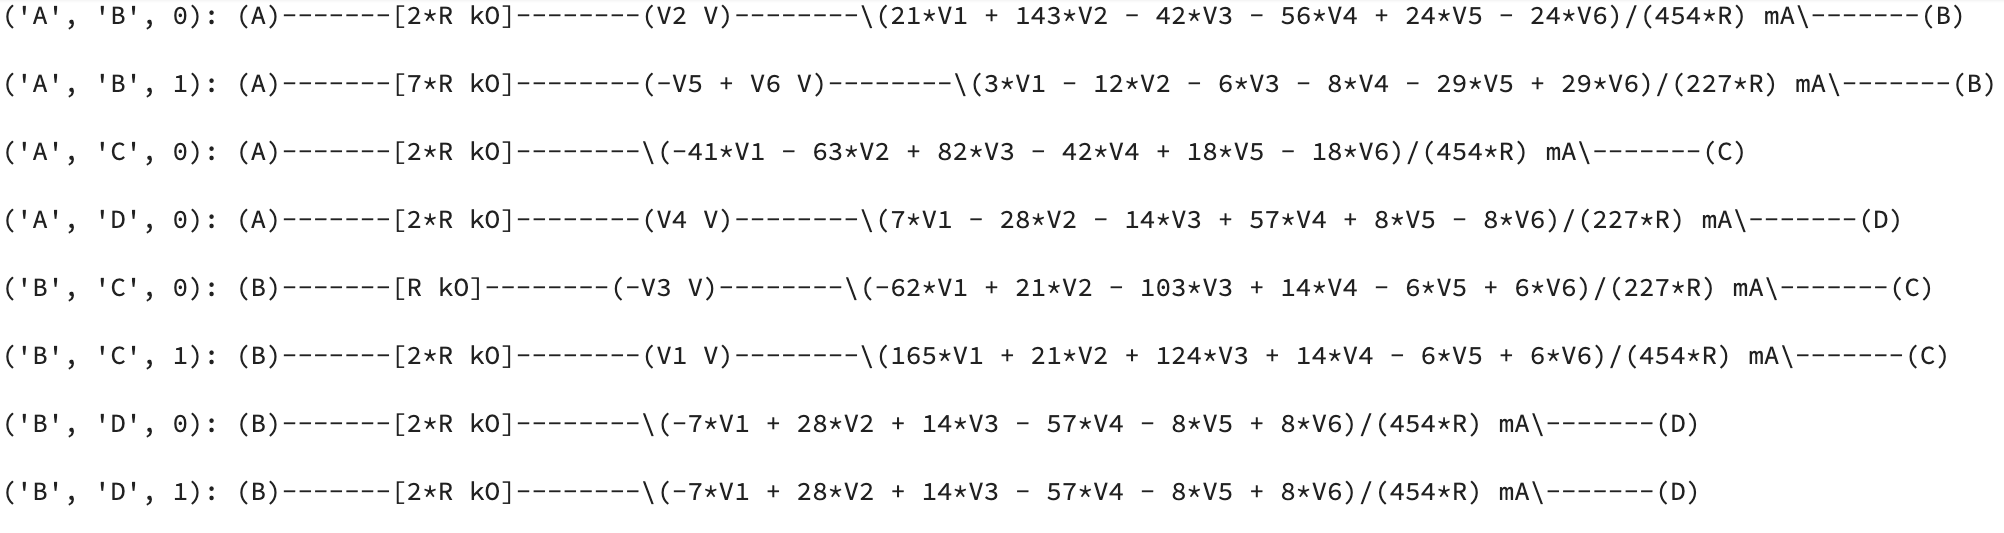 ('A', 'B', 0): (A)-------[2*R kO]--------(V2 V)--------\(21*V1 + 143*V2 - 42*V3 - 56*V4 + 24*V5 - 24*V6)/(454*R) mA\-------(B)
('A', 'B', 1): (A)-------[7*R kO]--------(-V5 + V6 V)--------\(3*V1 - 12*V2 - 6*V3 - 8*V4 - 29*V5 + 29*V6)/(227*R) mA\-------(B)
('A', 'C', 0): (A)-------[2*R kO]--------\(-41*V1 - 63*V2 + 82*V3 - 42*V4 + 18*V5 - 18*V6)/(454*R) mA\-------(C)
('A', 'D', 0): (A)-------[2*R kO]--------(V4 V)--------\(7*V1 - 28*V2 - 14*V3 + 57*V4 + 8*V5 - 8*V6)/(227*R) mA\-------(D)
('B', 'C', 0): (B)-------[R kO]--------(-V3 V)--------\(-62*V1 + 21*V2 - 103*V3 + 14*V4 - 6*V5 + 6*V6)/(227*R) mA\-------(C)
('B', 'C', 1): (B)-------[2*R kO]--------(V1 V)--------\(165*V1 + 21*V2 + 124*V3 + 14*V4 - 6*V5 + 6*V6)/(454*R) mA\-------(C)
('B', 'D', 0): (B)-------[2*R kO]--------\(-7*V1 + 28*V2 + 14*V3 - 57*V4 - 8*V5 + 8*V6)/(454*R) mA\-------(D)
('B', 'D', 1): (B)-------[2*R kO]--------\(-7*V1 + 28*V2 + 14*V3 - 57*V4 - 8*V5 + 8*V6)/(454*R) mA\-------(D)